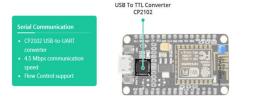 USB To TTL Converter
CP2102
Serial Communication
CP2102 USB-to-UART
converter
4.5 Mbps communication
speed
Flow Control support